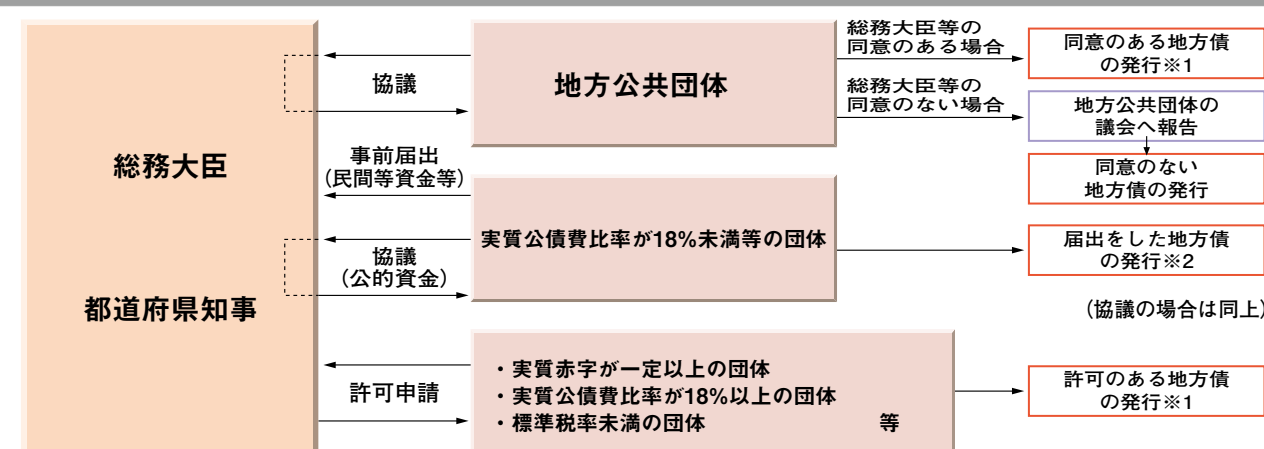 総務大臣
都道府県知事
協議
事前届出
（民間等資金等）
協議
（公的資金）
許可申請
地方公共団体
実質公債費比率が18%未満等の団体
・実質赤字が一定以上の団体
・実質公債費比率が18%以上の団体
・標準税率未満の団体　等
総務大臣等の
同意のある場合
総務大臣等の
同意のない場合
同意のある地方債
の発行※1
地方公共団体の
議会へ報告
同意のない
地方債の発行
届出をした地方債
の発行※2
（協議の場合は同上）
許可のある地方債
の発行※1